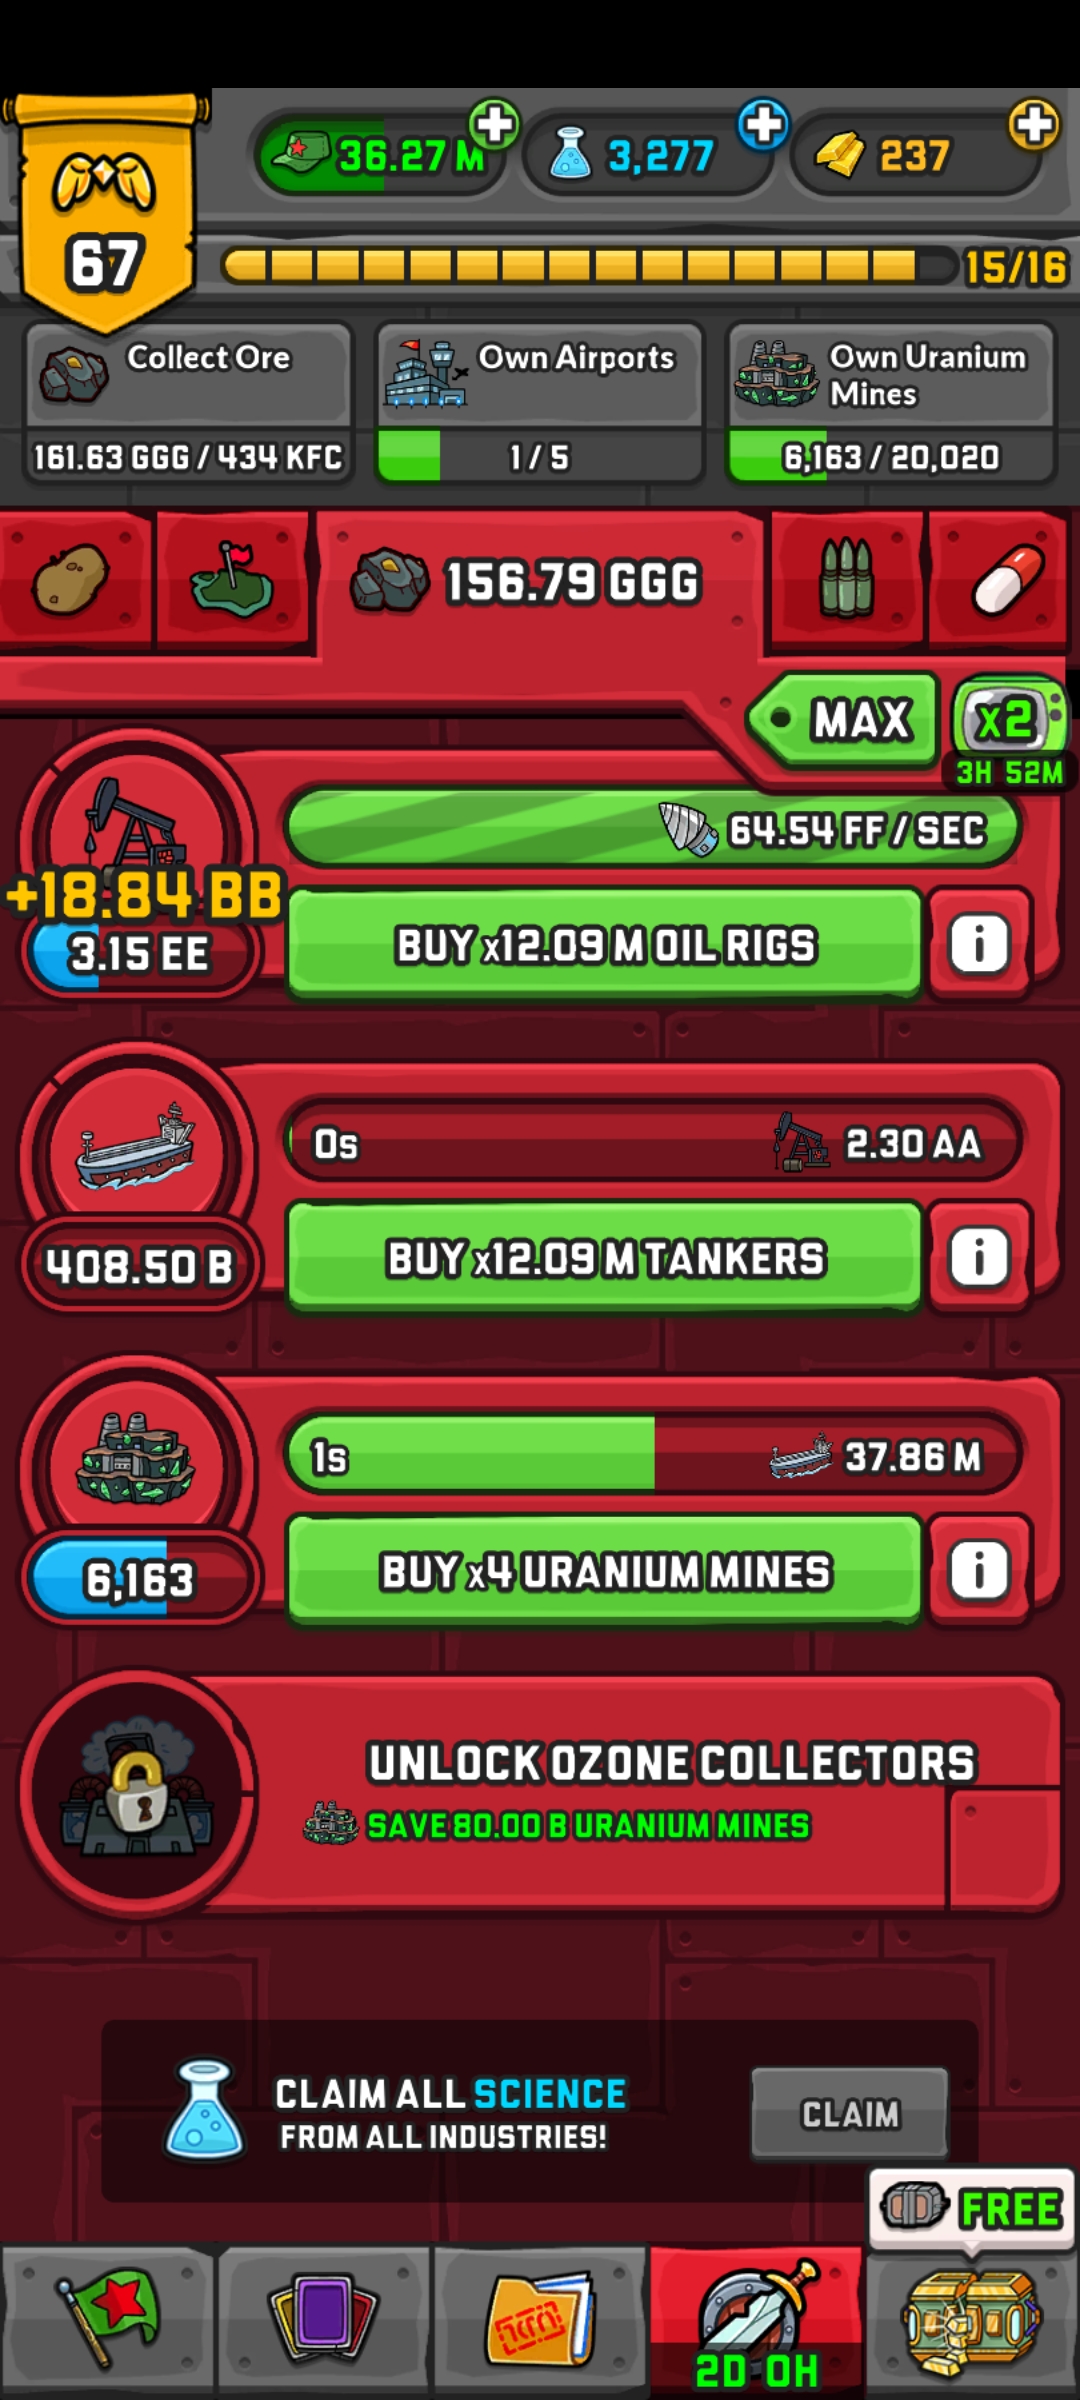 36.27 M
3,277
237
67
15/16
Collect Ore
161.63 GGG / 434 KFC
Own Airports
1 / 5
Own Uranium
Mines
6,163 / 20,020
156.79 GGG
MAX
x2
3H 52M
64.54 FF / SEC
+18.84 BB
3.15 EE
BUY x12.09 M OIL RIGS
i
0s
2.30 AA
408.50 B
BUY x12.09 M TANKERS
i
1s
37.86 M
6,163
BUY x4 URANIUM MINES
i
UNLOCK OZONE COLLECTORS
SAVE 80.00 B URANIUM MINES
CLAIM ALL SCIENCE
FROM ALL INDUSTRIES!
CLAIM
FREE
2D 0H